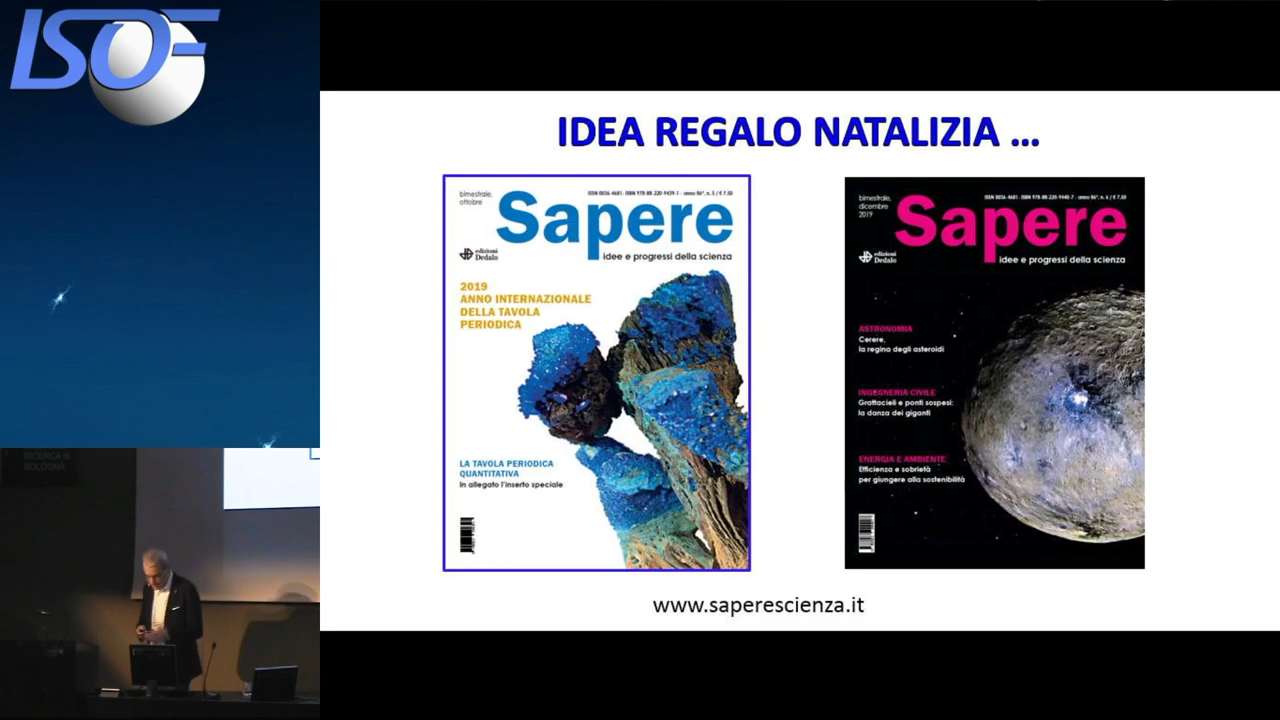 ISOF
IDEA REGALO NATALIZIA ...
bimestrale,
ottobre
ISSN 0036-4681 · ISBN 978-88-220-9439-1 · anno 86°, n. 5 / € 7,50
Sapere
edizioni
Dedalo
idee e progressi della scienza
2019
ANNO INTERNAZIONALE
DELLA TAVOLA
PERIODICA
LA TAVOLA PERIODICA
QUANTITATIVA
In allegato l'inserto speciale
bimestrale,
dicembre
2019
ISSN 0036-4681 · ISBN 978-88-220-9440-7 · anno 86°, n. 6 / € 7,50
Sapere
edizioni
Dedalo
idee e progressi della scienza
ASTRONOMIA
Cerere,
la regina degli asteroidi
INGEGNERIA CIVILE
Grattacieli e ponti sospesi:
la danza dei giganti
ENERGIA E AMBIENTE
Efficienza e sobrietà
per giungere alla sostenibilità
www.saperescienza.it
RICERCA di
BOLOGNA